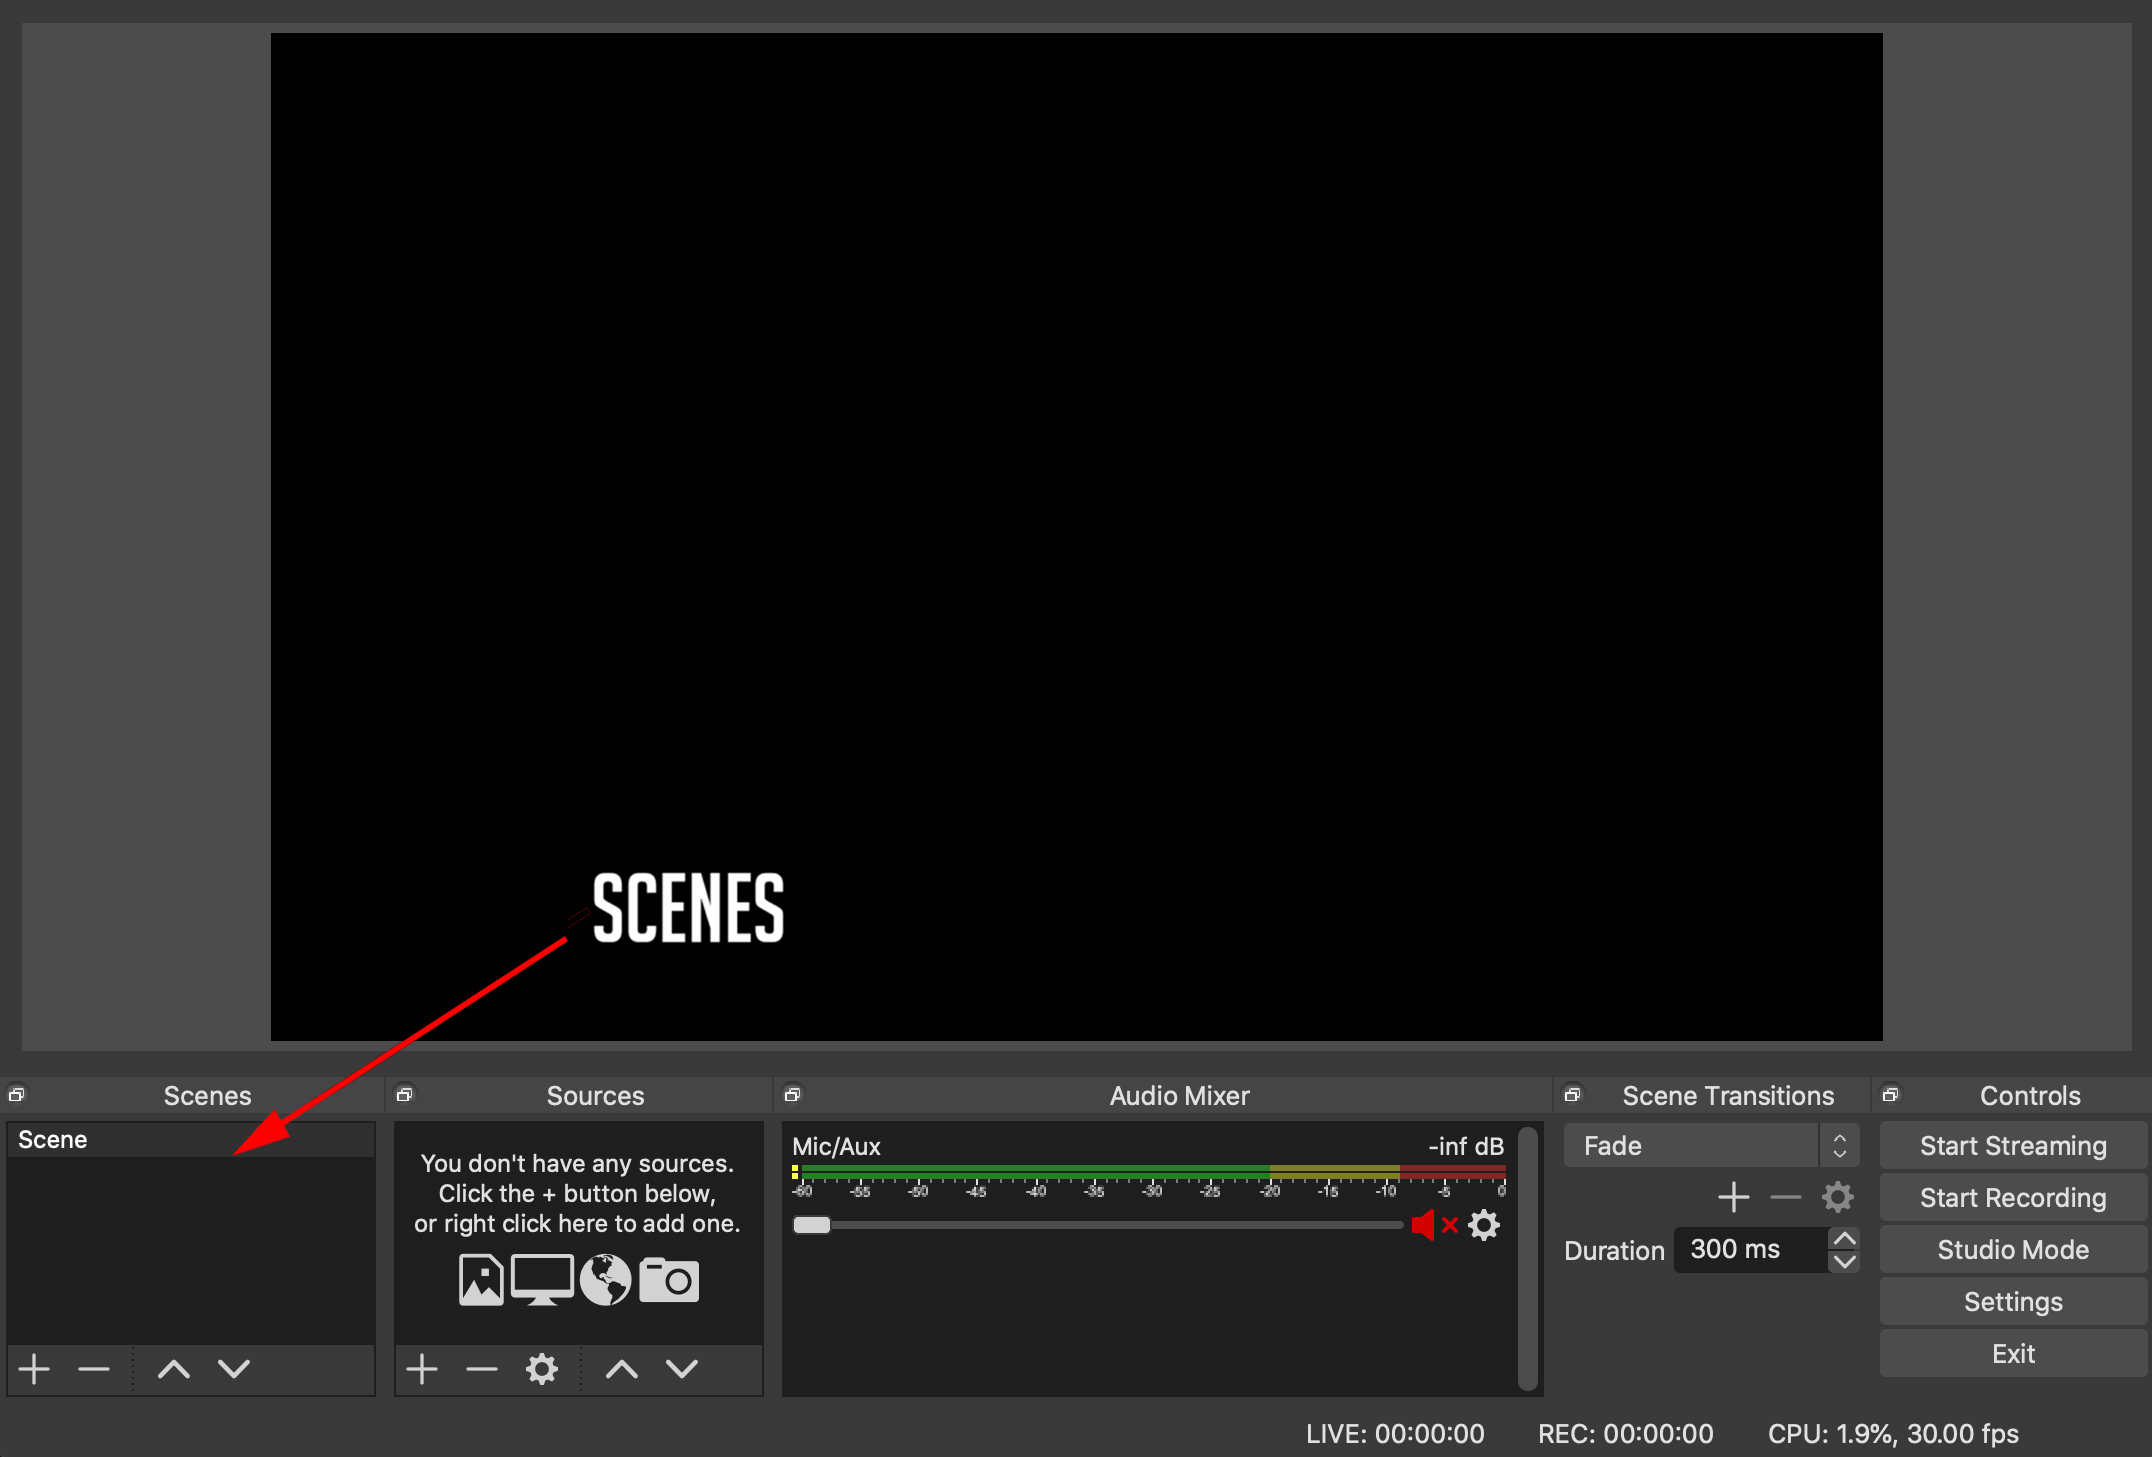 SCENES
Scenes
Sources
Audio Mixer
Scene Transitions
Controls
Scene
You don't have any sources.
Click the + button below,
or right click here to add one.
Mic/Aux
-inf dB
-60 -55 -50 -45 -40 -35 -30 -25 -20 -15 -10 -5 0
Fade
Duration
300 ms
Start Streaming
Start Recording
Studio Mode
Settings
Exit
LIVE: 00:00:00
REC: 00:00:00
CPU: 1.9%, 30.00 fps